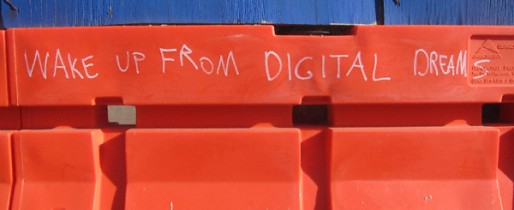 WAKE UP FROM DIGITAL DREAMS